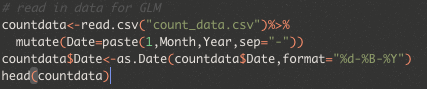 # read in data for GLM
countdata<-read.csv("count_data.csv")%>%
  mutate(Date=paste(1,Month,Year,sep="-"))
countdata$Date<-as.Date(countdata$Date,format="%d-%B-%Y")
head(countdata)